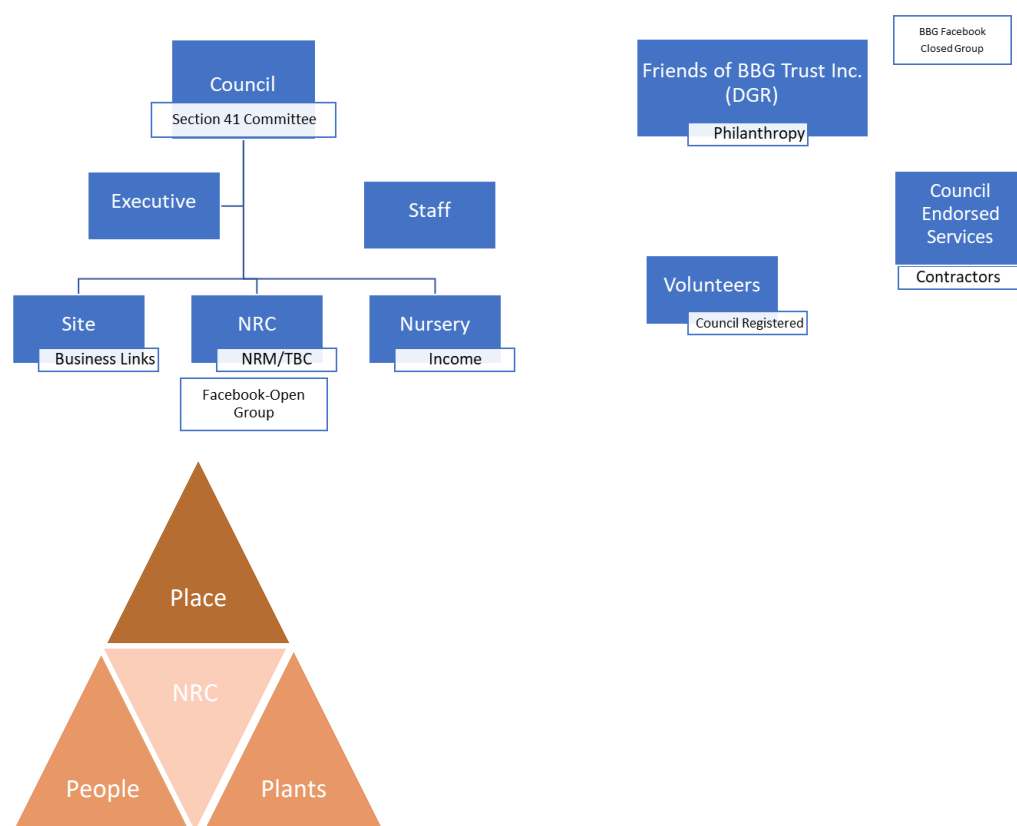 Council
Section 41 Committee
Executive
Staff
Site
Business Links
NRC
NRM/TBC
Facebook-Open
Group
Nursery
Income
Friends of BBG Trust Inc.
(DGR)
Philanthropy
BBG Facebook
Closed Group
Council
Endorsed
Services
Contractors
Volunteers
Council Registered
Place
NRC
People
Plants